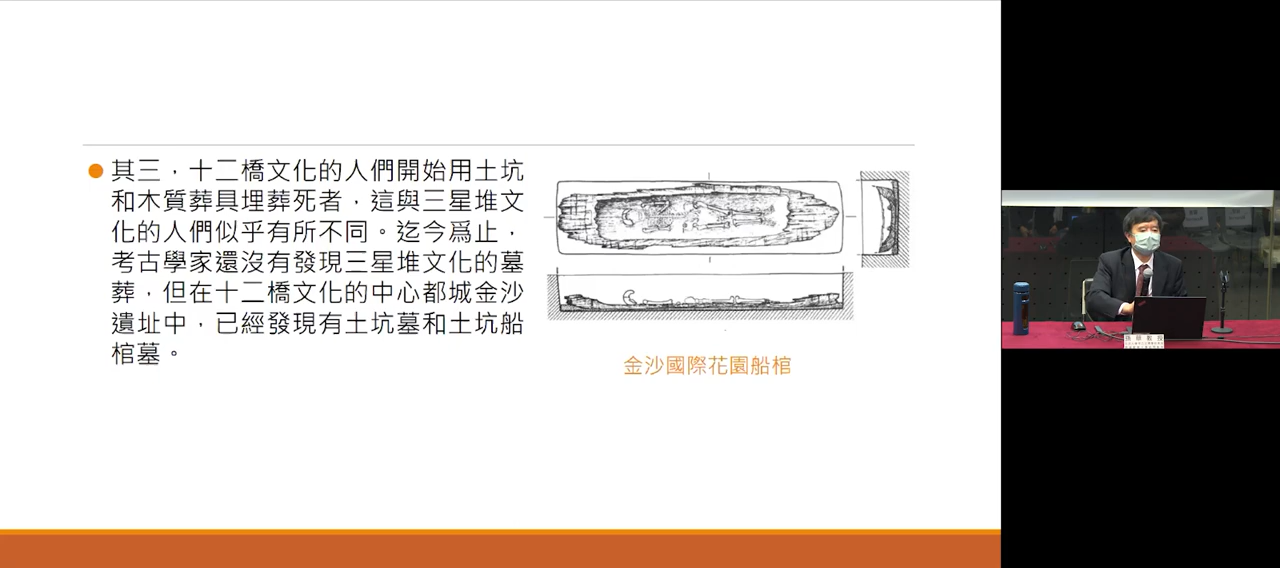 其三，十二橋文化的人們開始用土坑
和木質葬具埋葬死者，這與三星堆文
化的人們似乎有所不同。迄今爲止，
考古學家還沒有發現三星堆文化的墓
葬，但在十二橋文化的中心都城金沙
遺址中，已經發現有土坑墓和土坑船
棺墓。
金沙國際花園船棺